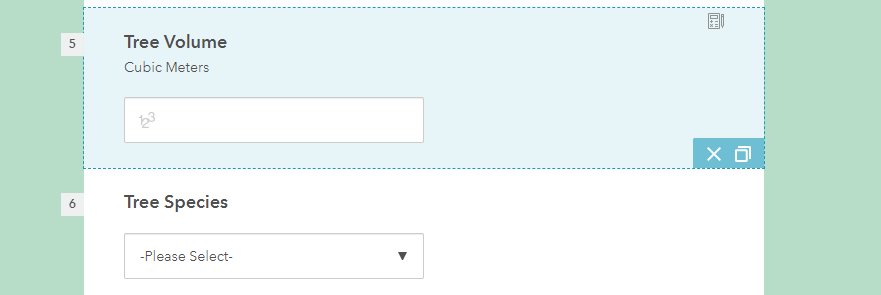 5
Tree Volume
Cubic Meters
123
6
Tree Species
-Please Select-